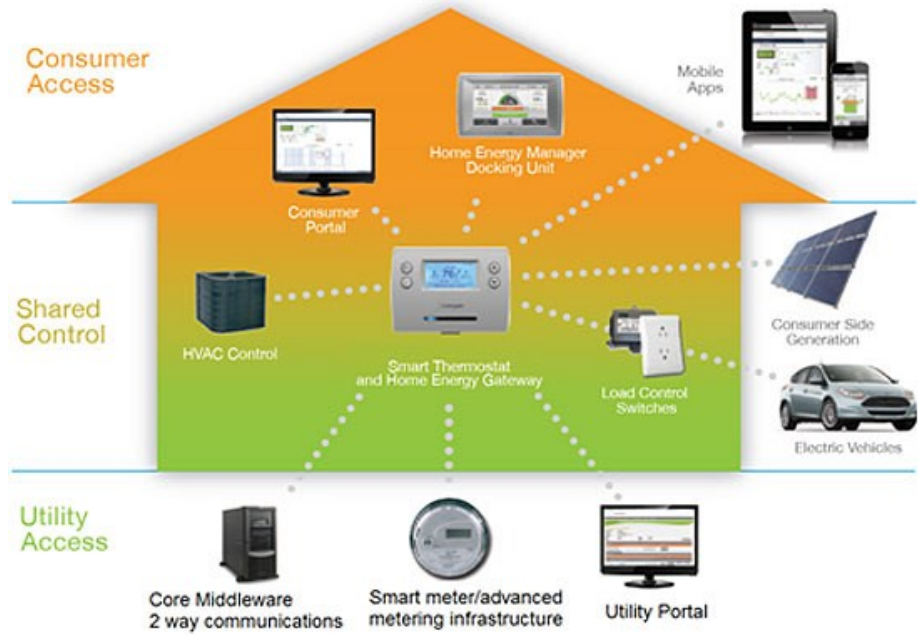 Consumer
Access
Mobile
Apps
Home Energy Manager
Docking Unit
Consumer
Portal
Shared
Control
HVAC Control
Smart Thermostat
and Home Energy Gateway
Load Control
Switches
Consumer Side
Generation
Electric Vehicles
Utility
Access
Core Middleware
2 way communications
Smart meter/advanced
metering infrastructure
Utility Portal